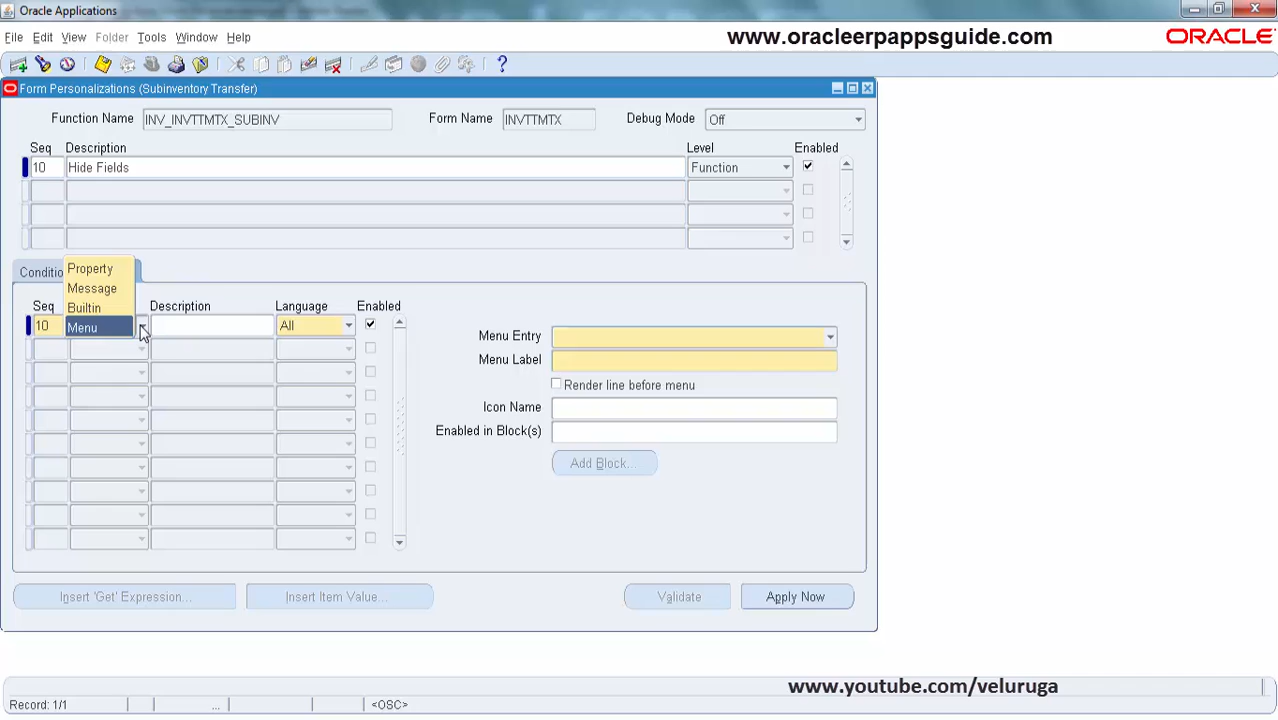 Oracle Applications
File Edit View Folder Tools Window Help
www.oracleerpappsguide.com
ORACLE
Form Personalizations (Subinventory Transfer)
Function Name INV_INVTTMTX_SUBINV Form Name INVTTMTX Debug Mode Off
Seq Description Level Enabled
10 Hide Fields Function
Property
Conditio
Message
Builtin
Menu
Seq Description Language Enabled
10 All
Menu Entry
Menu Label
Render line before menu
Icon Name
Enabled in Block(s)
Add Block...
Insert 'Get' Expression... Insert Item Value... Validate Apply Now
www.youtube.com/veluruga
Record: 1/1 ... <OSC>